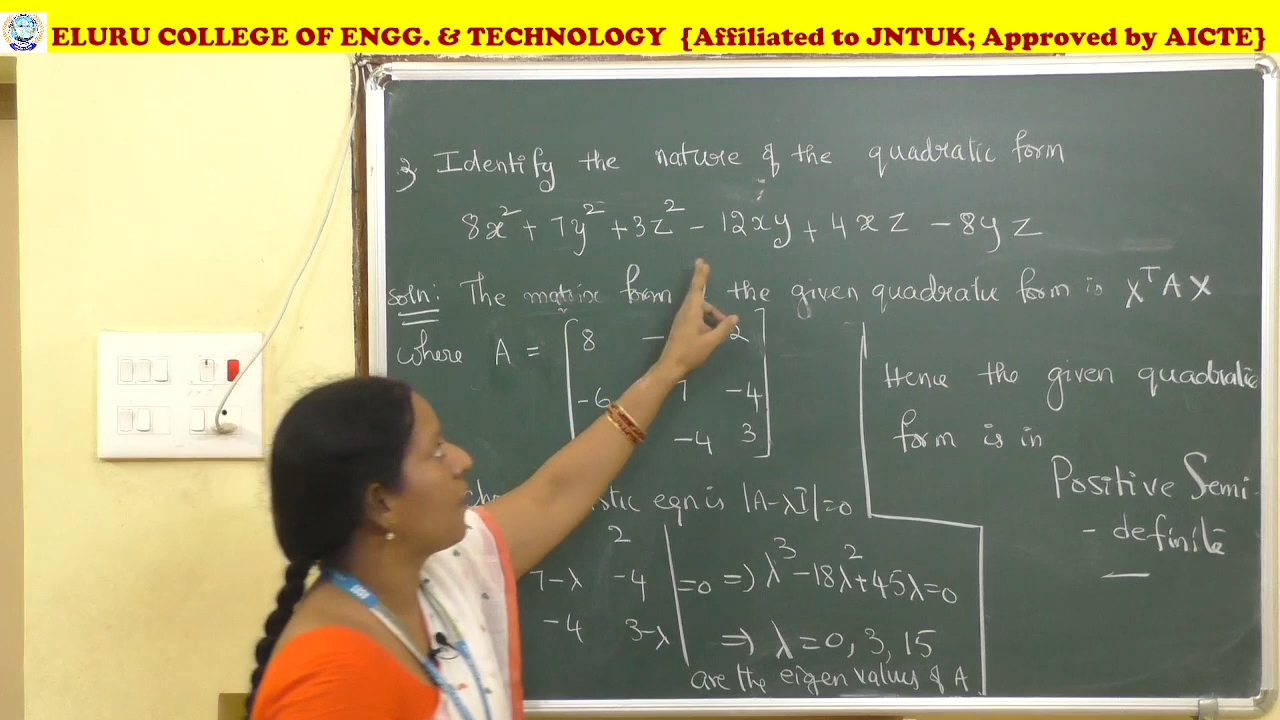 ELURU COLLEGE OF ENGG. & TECHNOLOGY {Affiliated to JNTUK; Approved by AICTE}
3) Identify the nature of the quadratic form
8x² + 7y² + 3z² - 12xy + 4xz - 8yz
Soln: The matrix form the given quadratic form is XᵀAX
where A = [ 8 - 2
-6 7 -4
-4 3 ]
eqn is |A-λI|=0
2
7-λ -4
-4 3-λ | =0 => λ³-18λ²+45λ=0
=> λ=0, 3, 15
are the eigen values of A
Hence the given quadratic
form is in
Positive Semi-
- definite